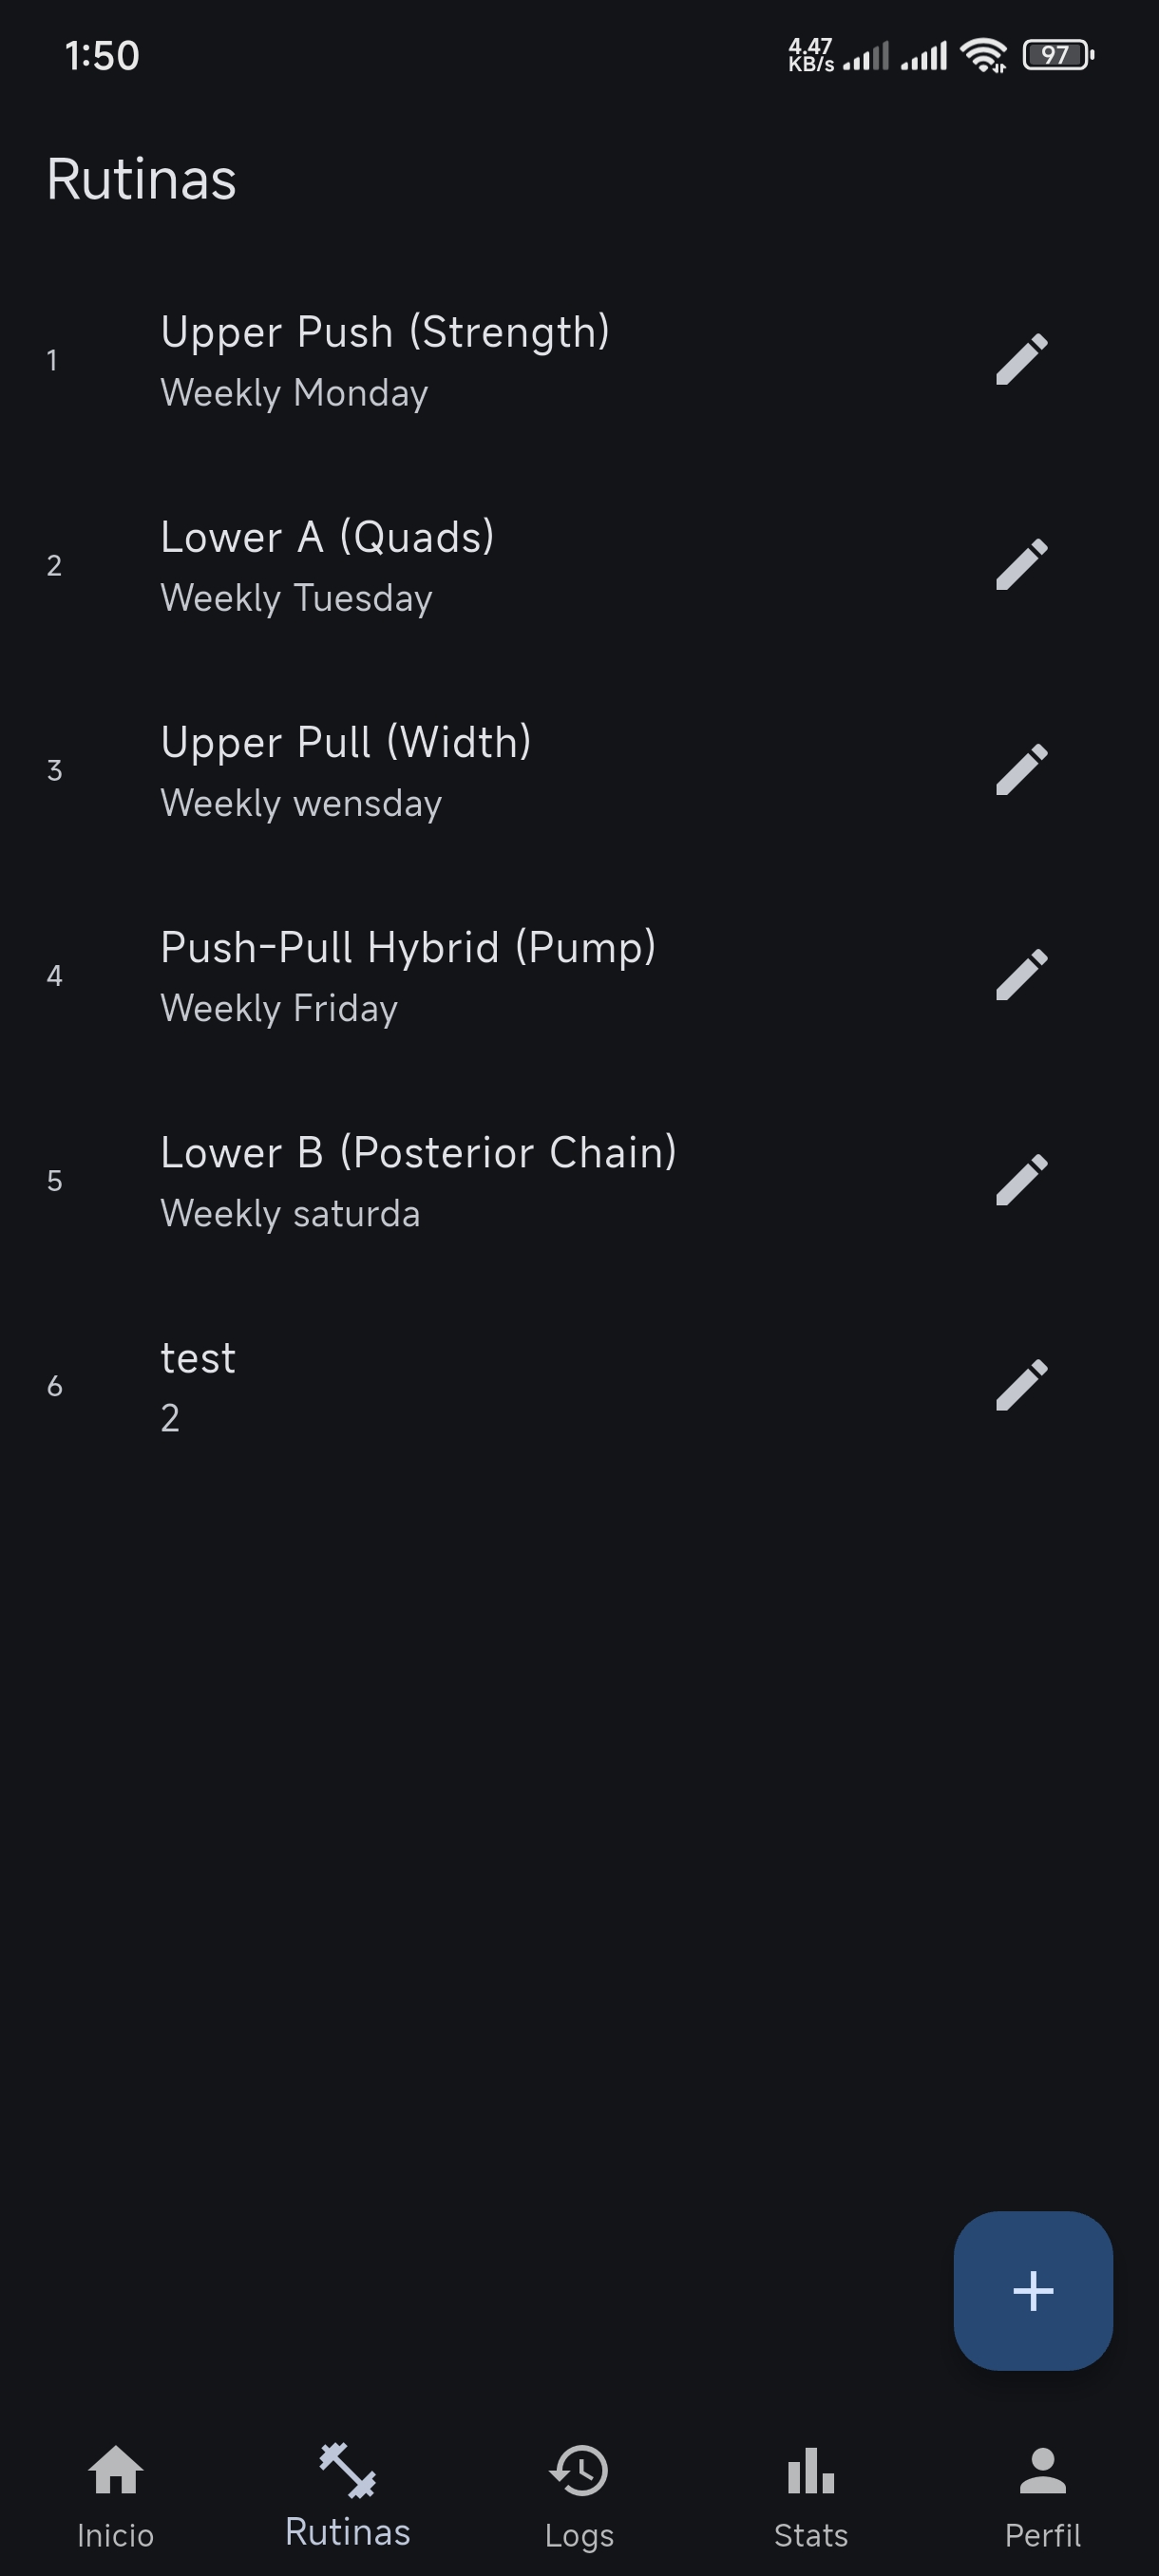 1:50
4.47
KB/s
97
Rutinas
1
Upper Push (Strength)
Weekly Monday
2
Lower A (Quads)
Weekly Tuesday
3
Upper Pull (Width)
Weekly wensday
4
Push-Pull Hybrid (Pump)
Weekly Friday
5
Lower B (Posterior Chain)
Weekly saturda
6
test
2
Inicio
Rutinas
Logs
Stats
Perfil